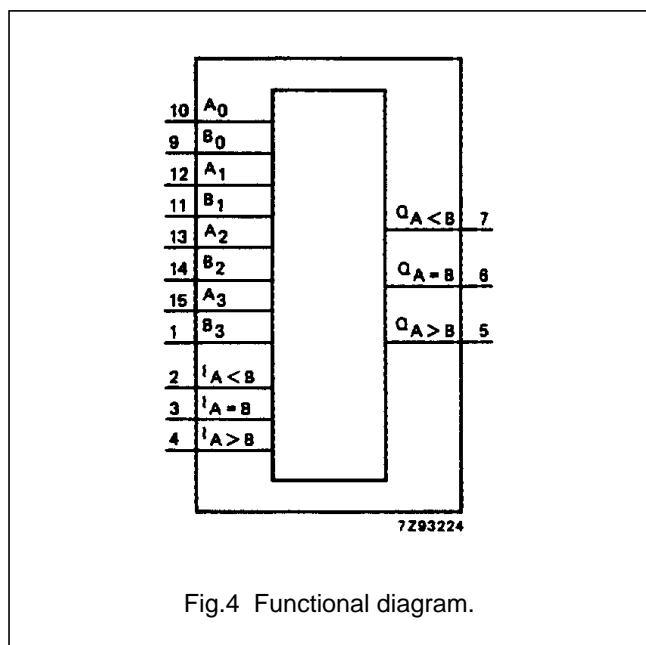 10 A0
9 B0
12 A1
11 B1
13 A2
14 B2
15 A3
1 B3
2 IA<B
3 IA=B
4 IA>B
QA<B 7
QA=B 6
QA>B 5
7Z93224
Fig.4 Functional diagram.